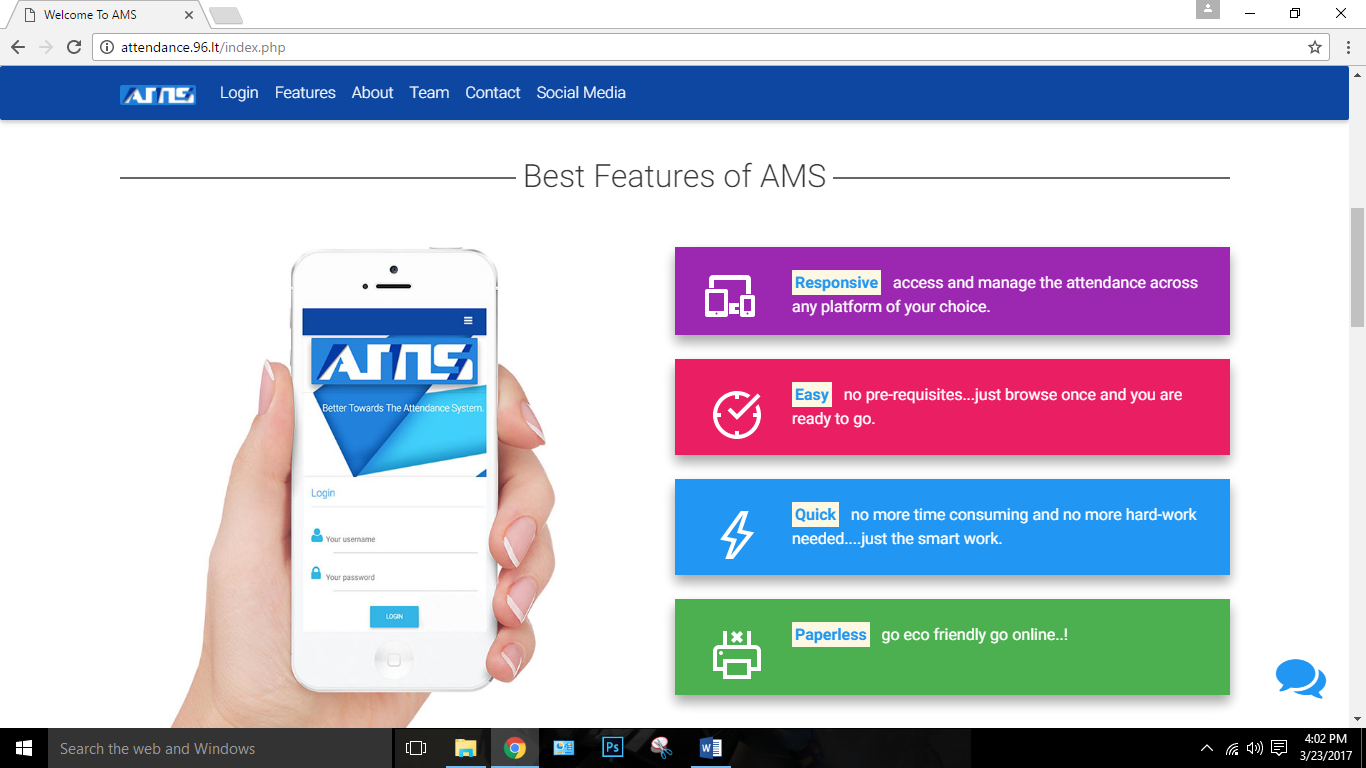 Welcome To AMS
attendance.96.lt/index.php
AMS
Login Features About Team Contact Social Media
Best Features of AMS
AMS
Better Towards The Attendance System.
Login
Your username
Your password
LOGIN
Responsive access and manage the attendance across
any platform of your choice.
Easy no pre-requisites...just browse once and you are
ready to go.
Quick no more time consuming and no more hard-work
needed....just the smart work.
Paperless go eco friendly go online..!
Search the web and Windows
Ps
W
4:02 PM
3/23/2017